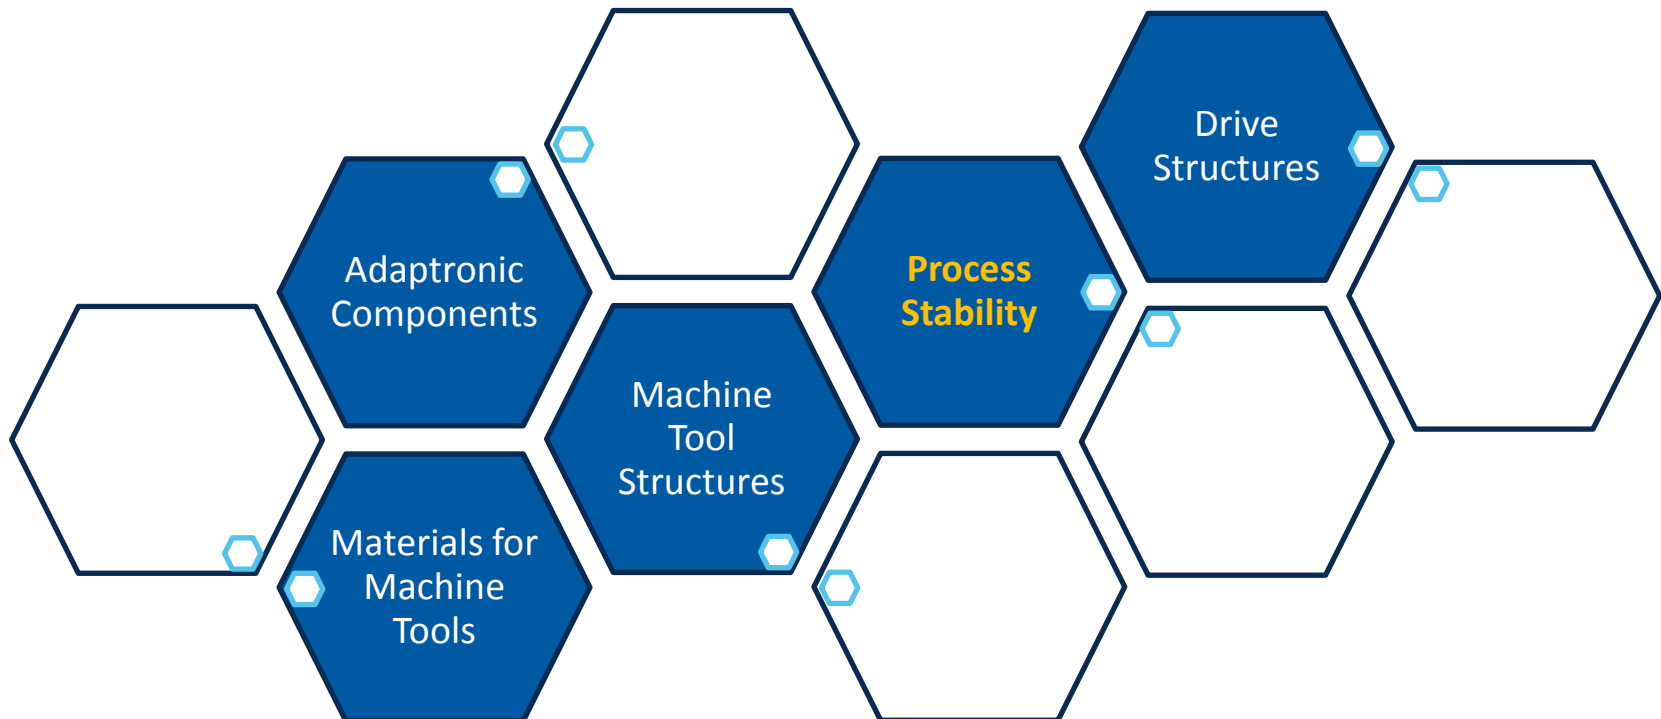 Adaptronic
Components
Materials for
Machine
Tools
Machine
Tool
Structures
Process
Stability
Drive
Structures